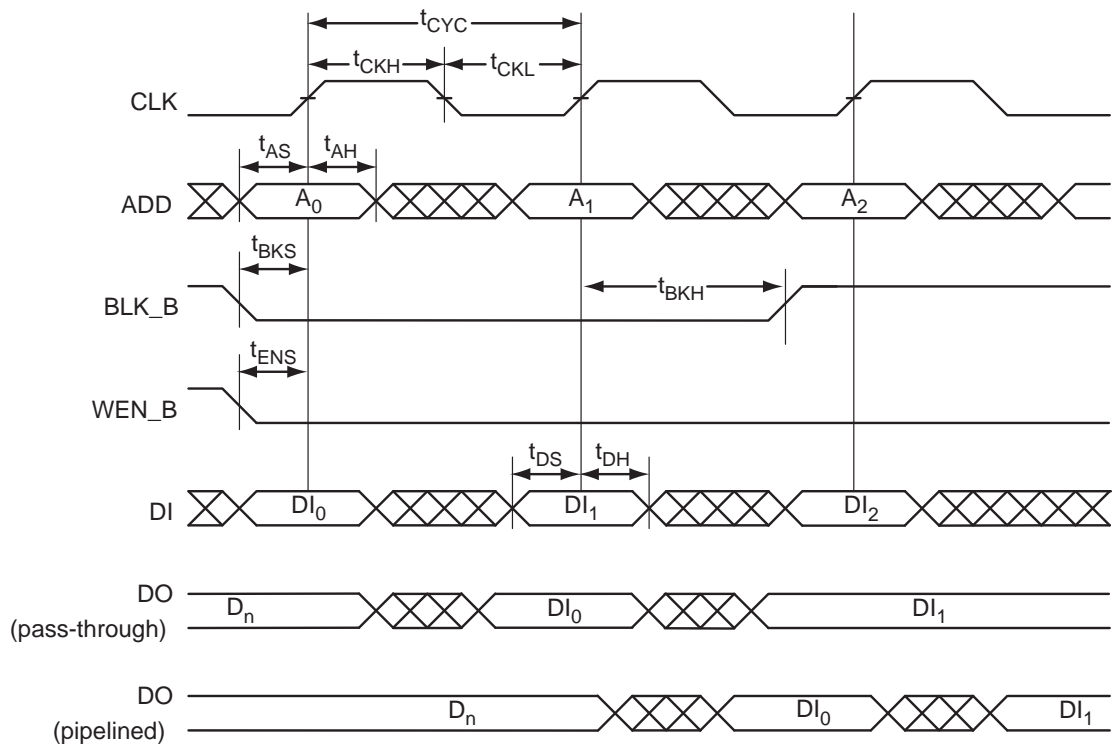 tCYC
tCKH tCKL
CLK
tAS tAH
ADD A0 A1 A2
tBKS
tBKH
BLK_B
tENS
WEN_B
tDS tDH
DI DI0 DI1 DI2
DO
(pass-through)
Dn DI0 DI1
DO
(pipelined)
Dn DI0 DI1